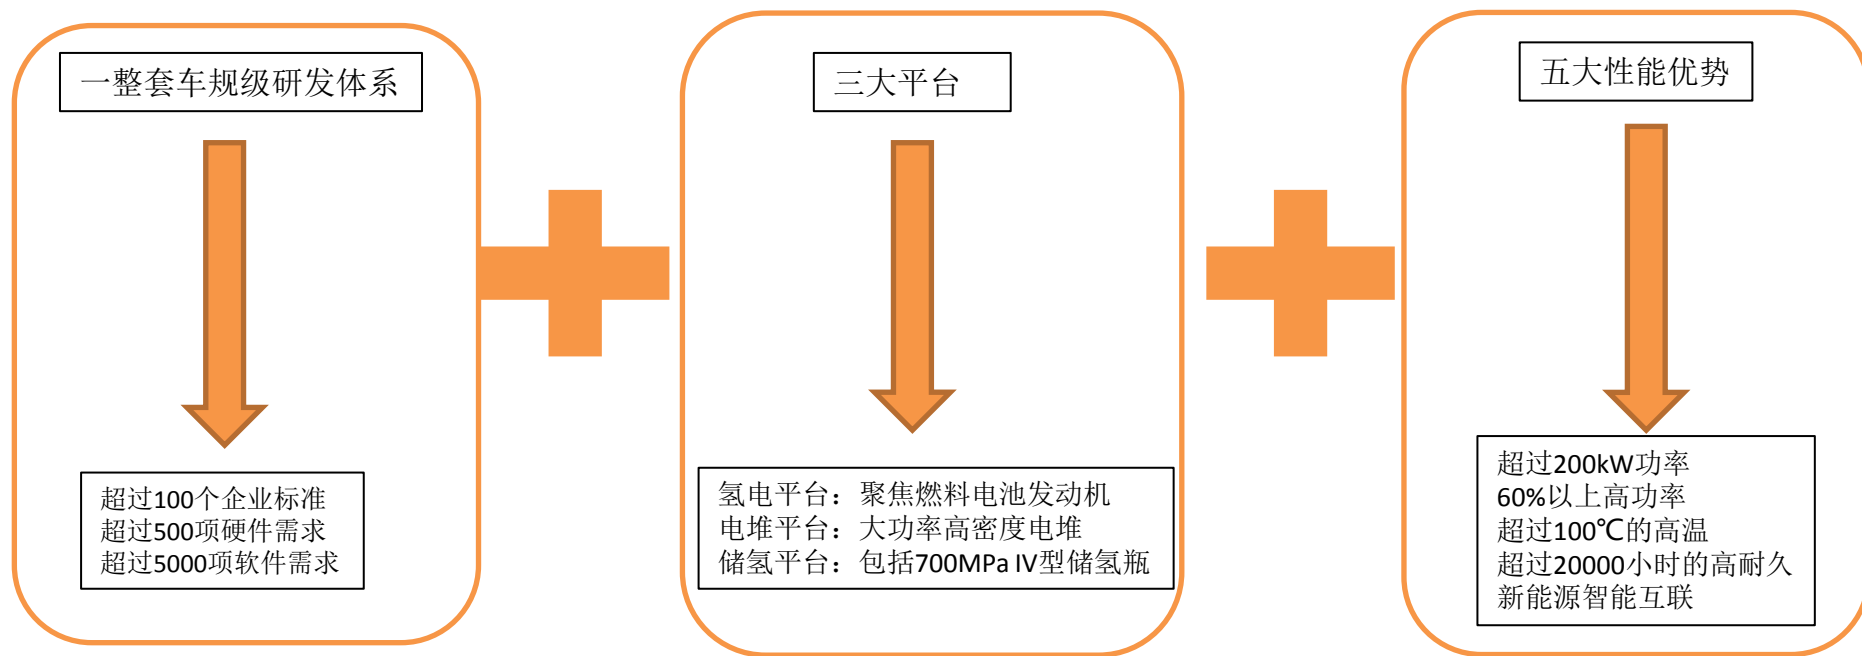 一整套车规级研发体系
超过100个企业标准
超过500项硬件需求
超过5000项软件需求
三大平台
氢电平台：聚焦燃料电池发动机
电堆平台：大功率高密度电堆
储氢平台：包括700MPa IV型储氢瓶
五大性能优势
超过200kW功率
60%以上高功率
超过100℃的高温
超过20000小时的高耐久
新能源智能互联